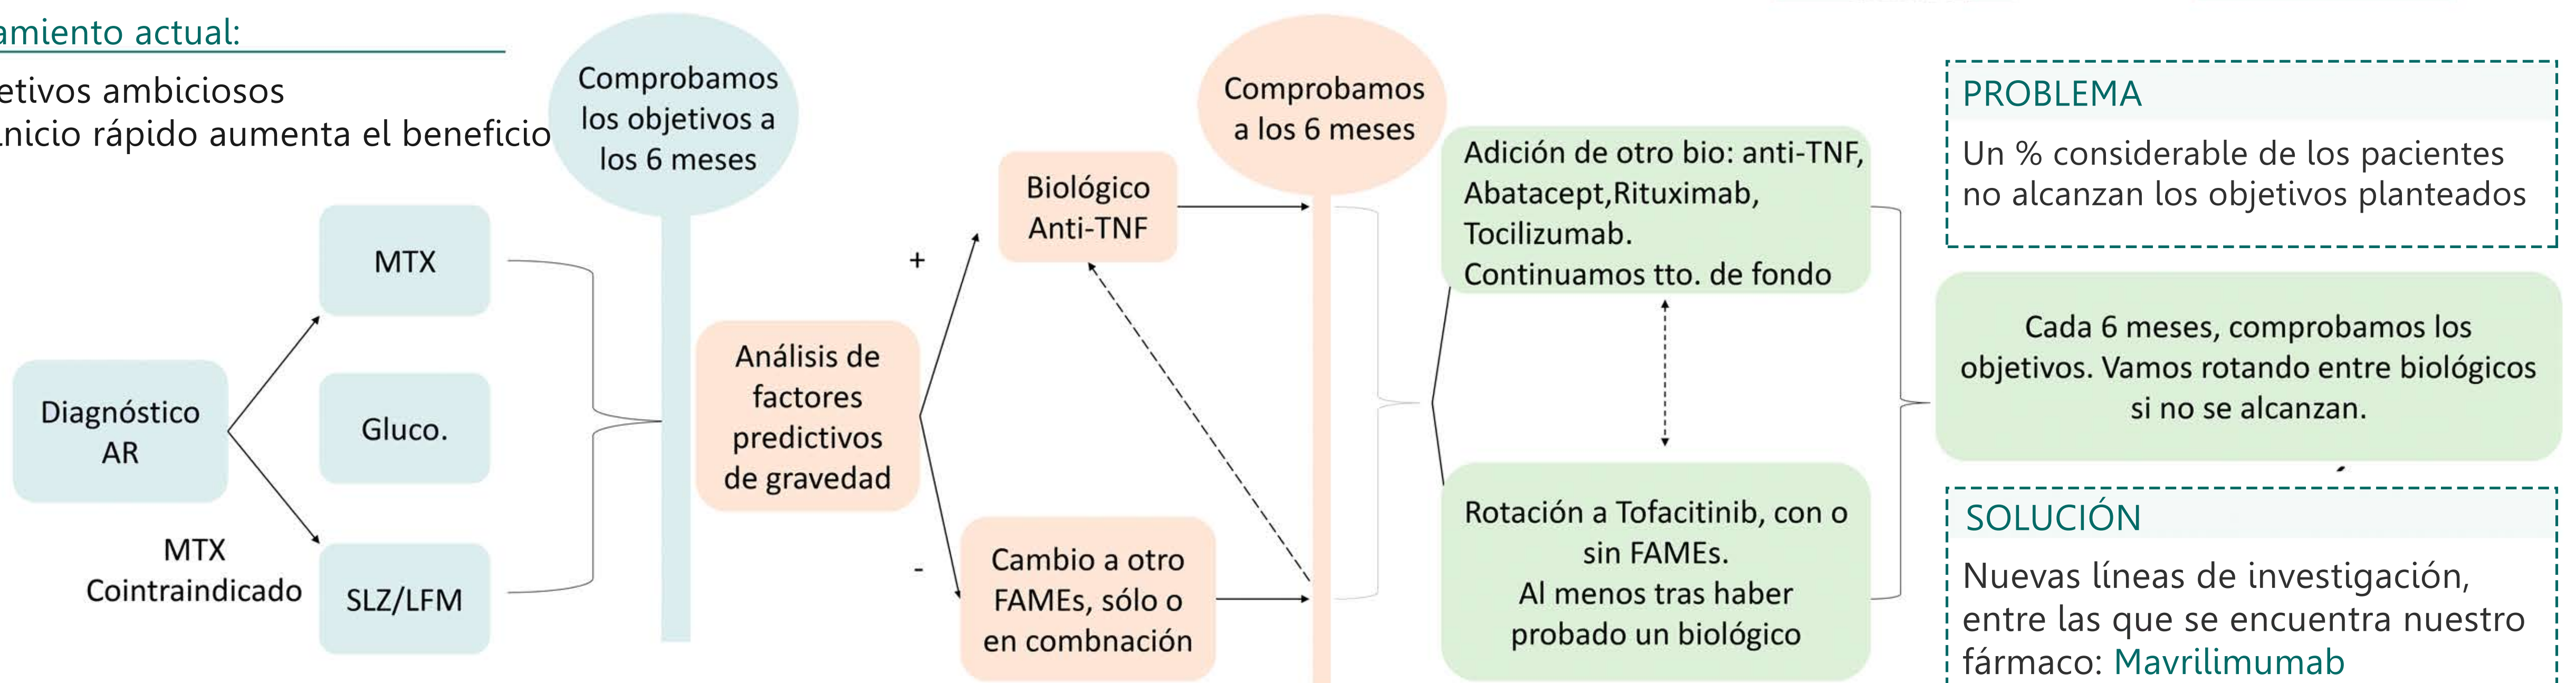 amiento actual:
etivos ambiciosos
inicio rápido aumenta el beneficio
Diagnóstico
AR
MTX
Cointraindicado
MTX
Gluco.
SLZ/LFM
Comprobamos
los objetivos a
los 6 meses
Análisis de
factores
predictivos
de gravedad
+
-
Biológico
Anti-TNF
Cambio a otro
FAMEs, sólo o
en combnación
Comprobamos
a los 6 meses
Adición de otro bio: anti-TNF,
Abatacept,Rituximab,
Tocilizumab.
Continuamos tto. de fondo
Rotación a Tofacitinib, con o
sin FAMEs.
Al menos tras haber
probado un biológico
PROBLEMA
Un % considerable de los pacientes
no alcanzan los objetivos planteados
Cada 6 meses, comprobamos los
objetivos. Vamos rotando entre biológicos
si no se alcanzan.
SOLUCIÓN
Nuevas líneas de investigación,
entre las que se encuentra nuestro
fármaco: Mavrilimumab